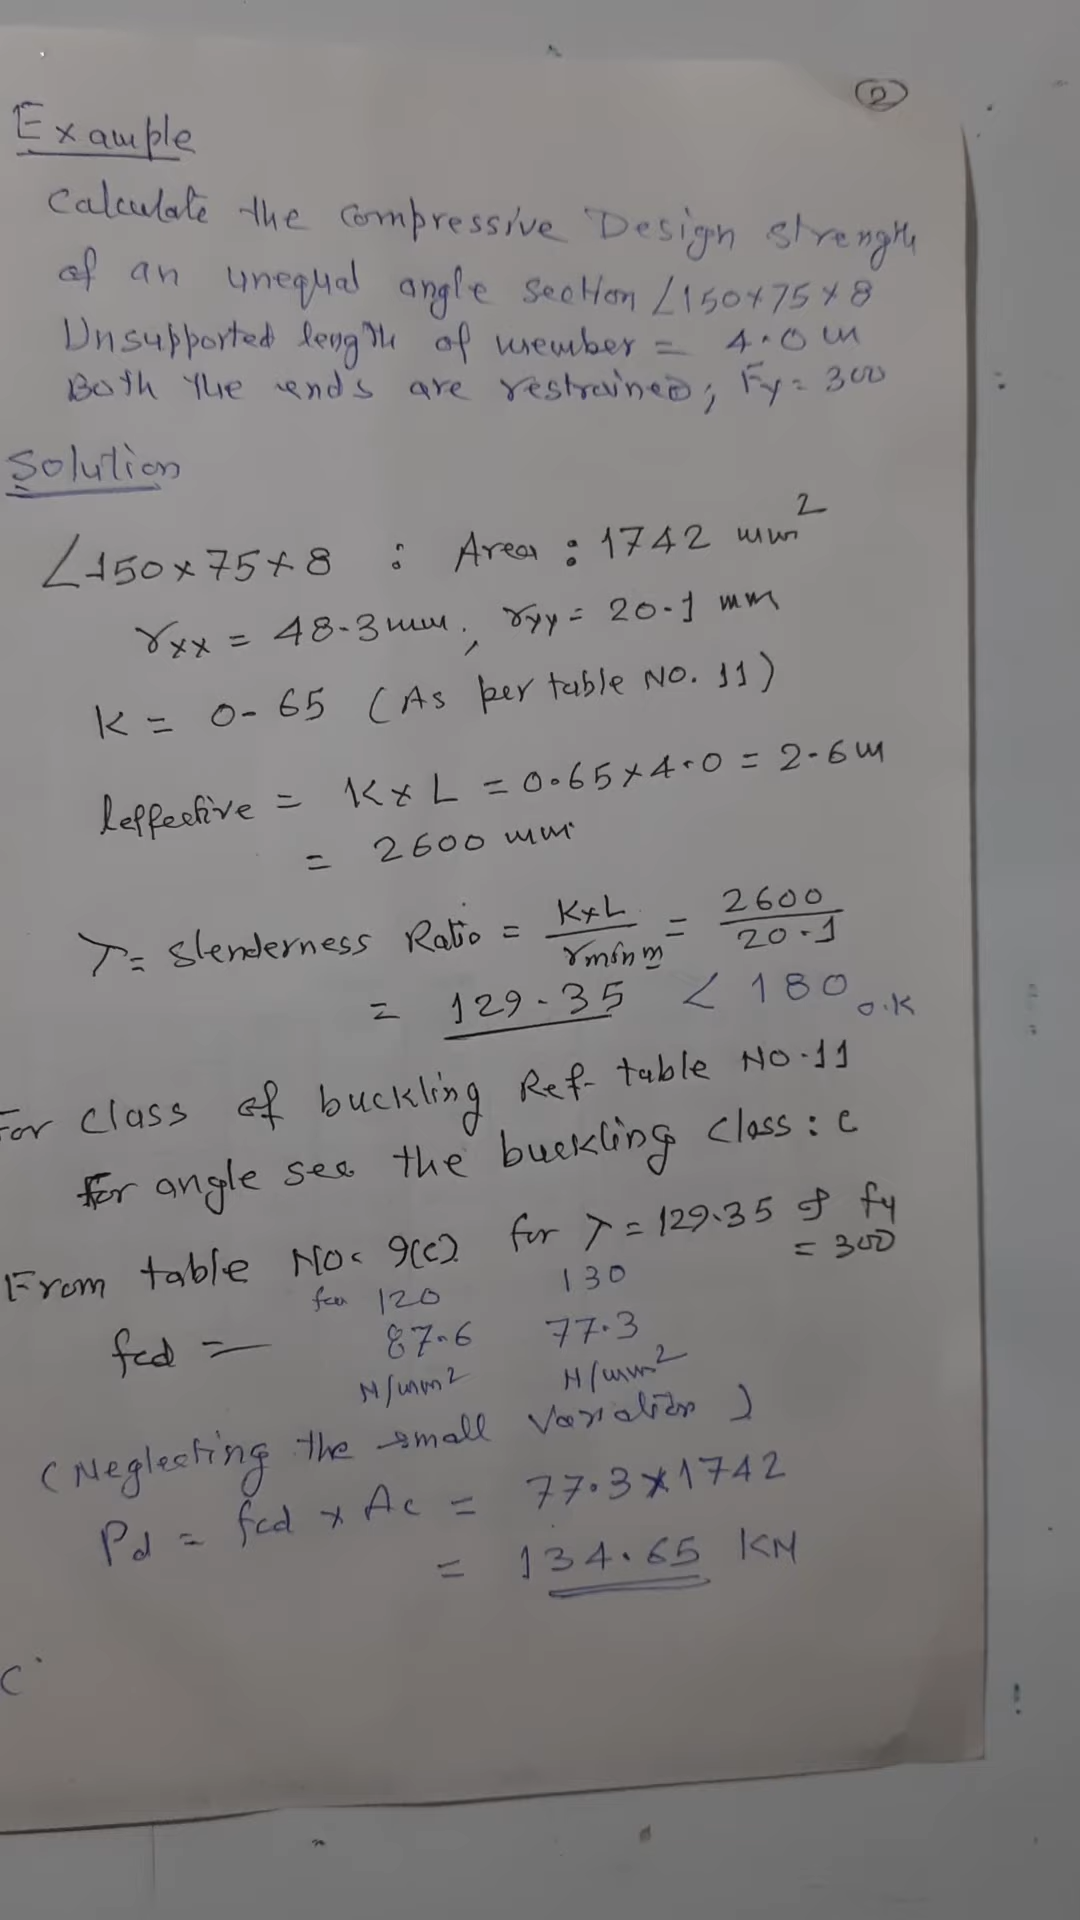 2
Example
Calculate the compressive Design strength
of an unequal angle section ∠150×75×8
Unsupported length of member = 4.0 m
Both the ends are restrained; Fy = 300
Solution
∠150×75×8 : Area : 1742 mm²
rxx = 48.3 mm, ryy = 20.1 mm
K = 0.65 (As per table No. 11)
leffective = K×L = 0.65×4.0 = 2.6 m
= 2600 mm
λ = slenderness Ratio = K×L / rminm = 2600 / 20.1
= 129.35 < 180 o.k
For class of buckling Ref. table No. 11
For angle see the buckling class : c
From table No. 9(c) for λ = 129.35 & fy = 300
for 120 130
fcd = 87.6 77.3
N/mm² N/mm²
(Neglecting the small variation)
Pd = fcd × Ac = 77.3×1742
= 134.65 KN
C